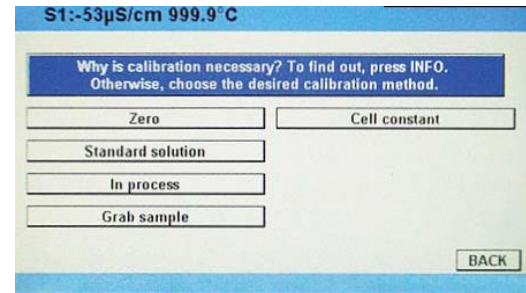 S1:-53µS/cm 999.9°C
Why is calibration necessary? To find out, press INFO.
Otherwise, choose the desired calibration method.
Zero
Cell constant
Standard solution
In process
Grab sample
BACK